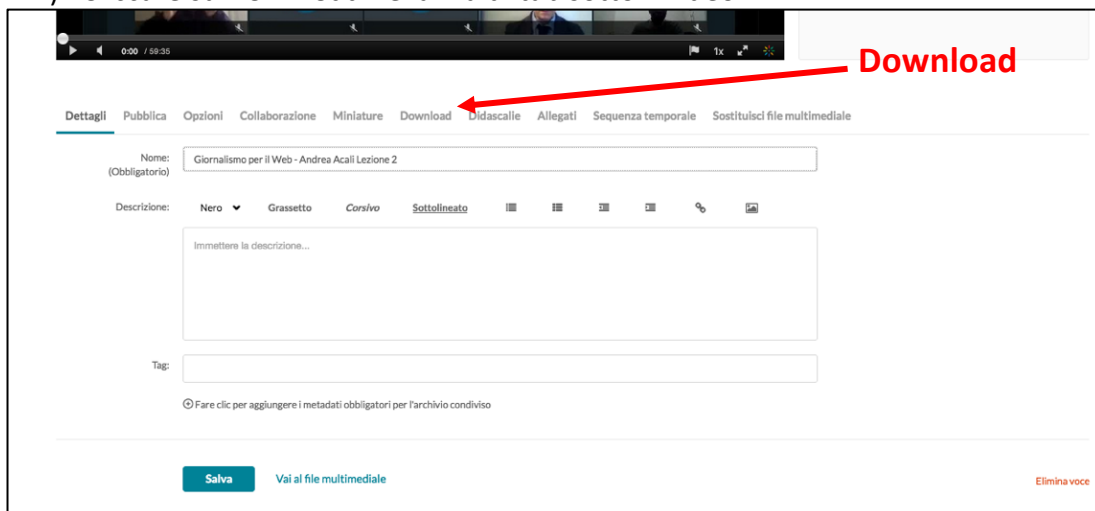 0:00 / 59:35
1x
Download
Dettagli Pubblica Opzioni Collaborazione Miniature Download Didascalie Allegati Sequenza temporale Sostituisci file multimediale
Nome: Giornalismo per il Web - Andrea Acali Lezione 2
(Obbligatorio)
Descrizione: Nero Grassetto Corsivo Sottolineato
Immettere la descrizione...
Tag:
Fare clic per aggiungere i metadati obbligatori per l'archivio condiviso
Salva Vai al file multimediale
Elimina voce